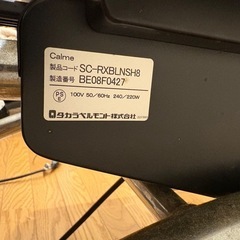 Calme
製品コード SC-RXBLNSH8
製造番号 BE08F0427
PS E
100V 50/60Hz 240/220W
タカラベルモント株式会社